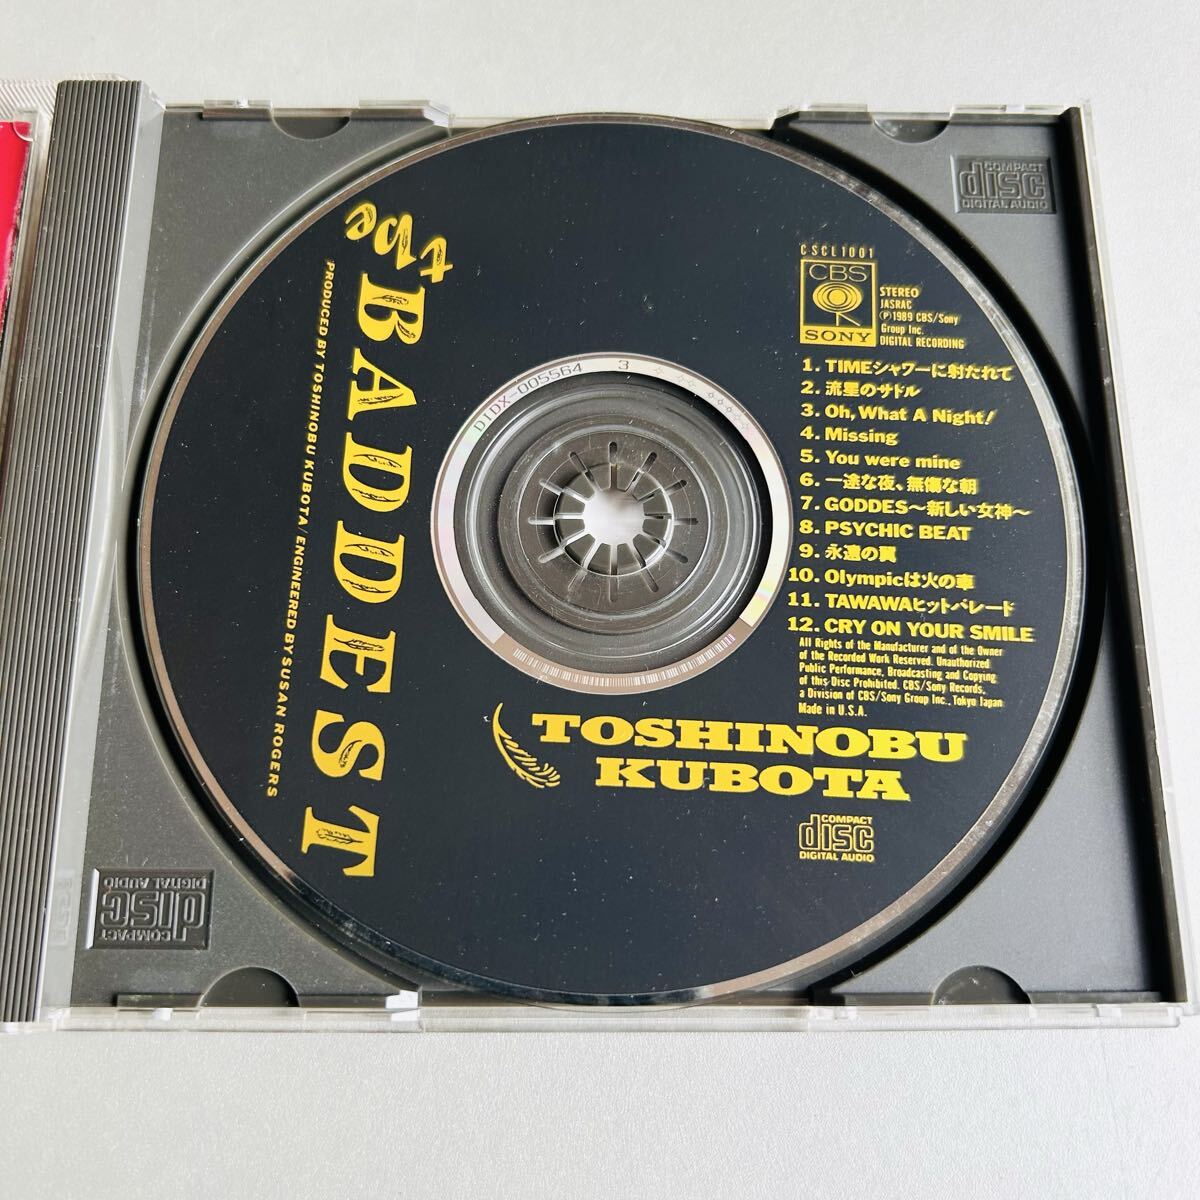 the BADDEST
PRODUCED BY TOSHINOBU KUBOTA/ENGINEERED BY SUSAN ROGERS
DIDX-005564 3
CSCL1001
CBS
SONY
STEREO
JASRAC
Ⓟ1989 CBS/Sony
Group Inc.
DIGITAL RECORDING
1. TIMEシャワーに射たれて
2. 流星のサドル
3. Oh, What A Night!
4. Missing
5. You were mine
6. 一途な夜、無傷な朝
7. GODDES〜新しい女神〜
8. PSYCHIC BEAT
9. 永遠の翼
10. Olympicは火の車
11. TAWAWAヒットパレード
12. CRY ON YOUR SMILE
All Rights of the Manufacturer and of the Owner
of the Recorded Work Reserved. Unauthorized
Public Performance, Broadcasting and Copying
of this Disc Prohibited. CBS/Sony Records,
a Division of CBS/Sony Group Inc., Tokyo Japan
Made in U.S.A.
TOSHINOBU
KUBOTA
COMPACT
disc
DIGITAL AUDIO
COMPACT
disc
DIGITAL AUDIO
COMPACT
disc
DIGITAL AUDIO